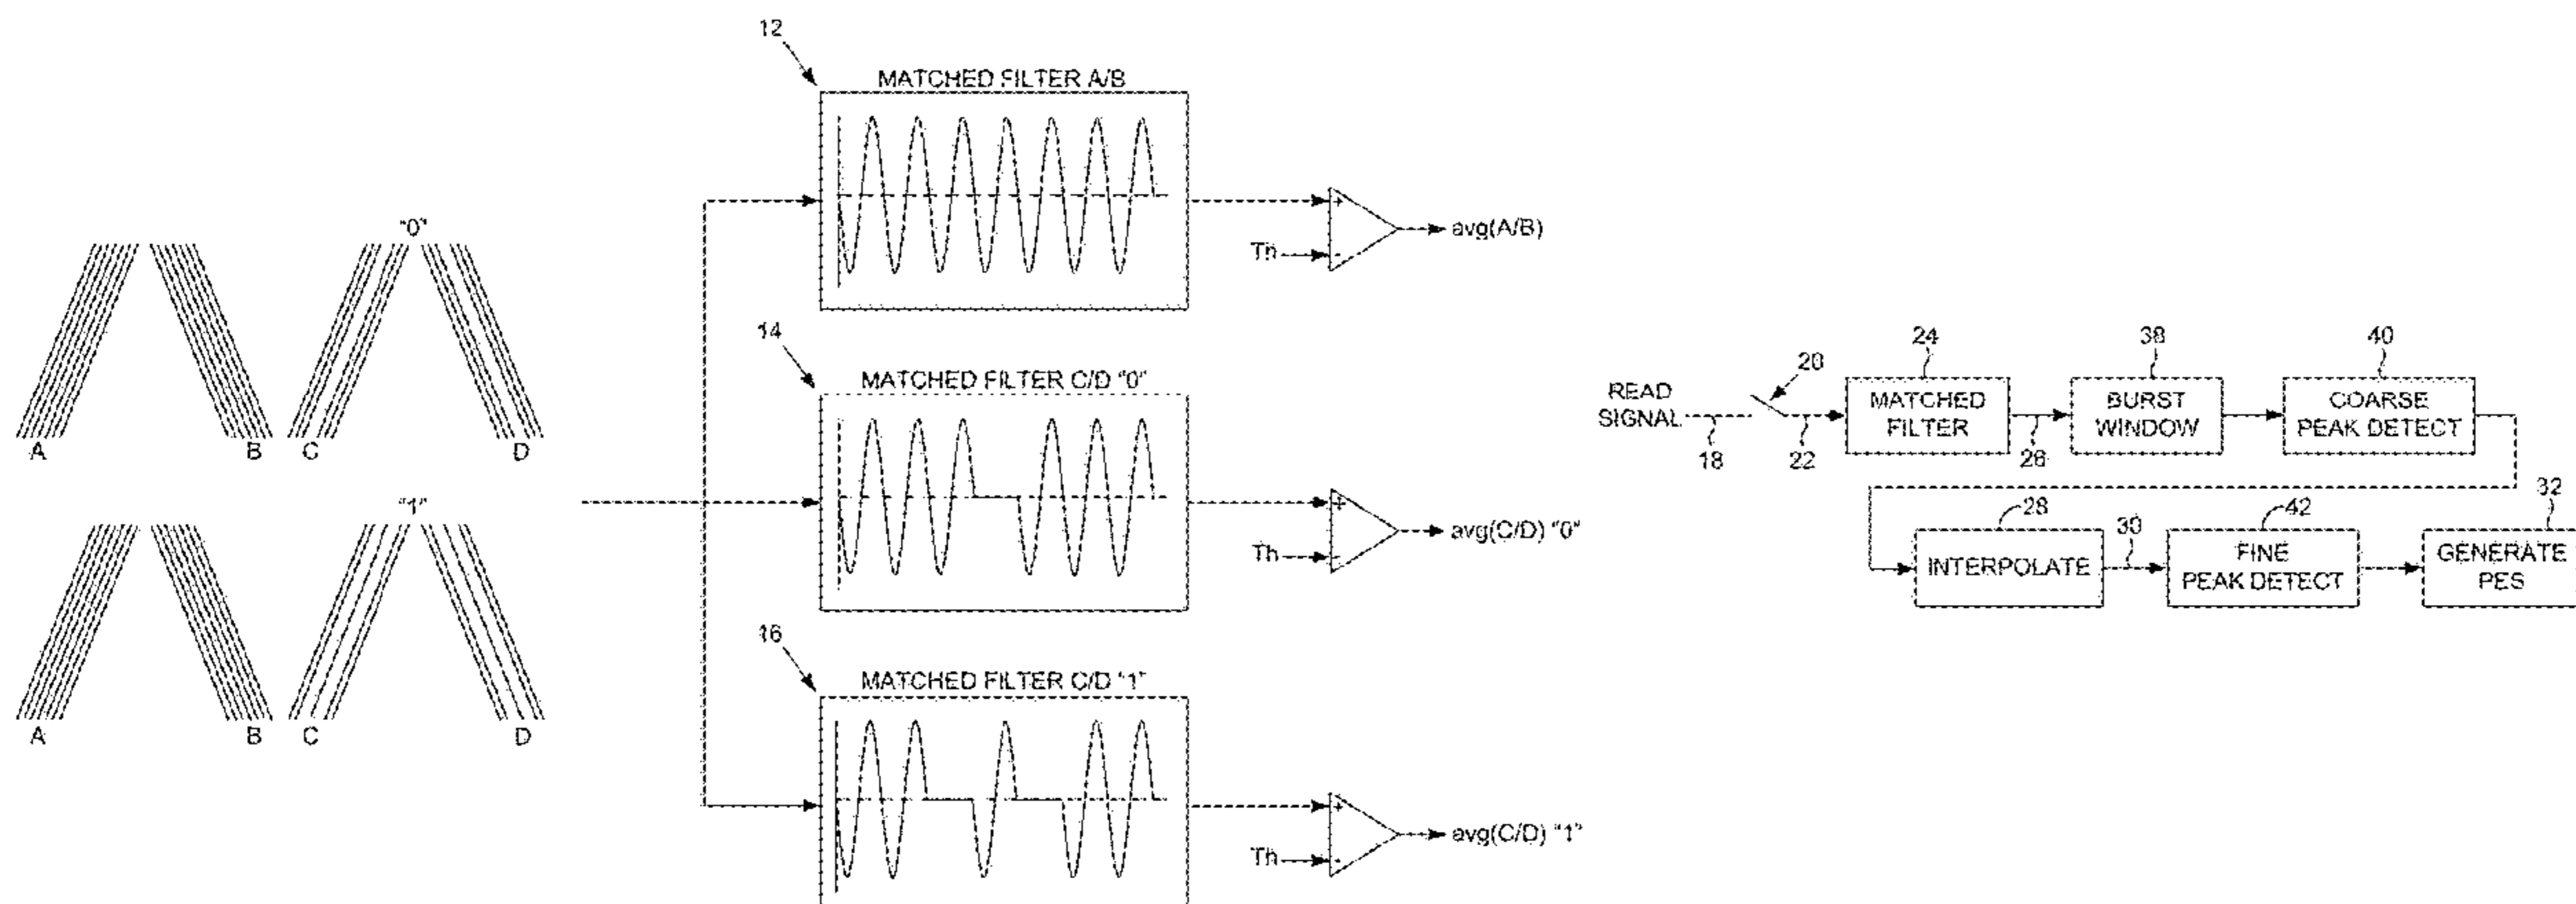 "0"
A B C D
"1"
A B C D
12
MATCHED FILTER A/B
+
Th -
avg(A/B)
14
MATCHED FILTER C/D "0"
+
Th -
avg(C/D) "0"
16
MATCHED FILTER C/D "1"
+
Th -
avg(C/D) "1"
READ
SIGNAL
18
20
22
24
MATCHED
FILTER
26
38
BURST
WINDOW
40
COARSE
PEAK DETECT
28
INTERPOLATE
30
42
FINE
PEAK DETECT
32
GENERATE
PES